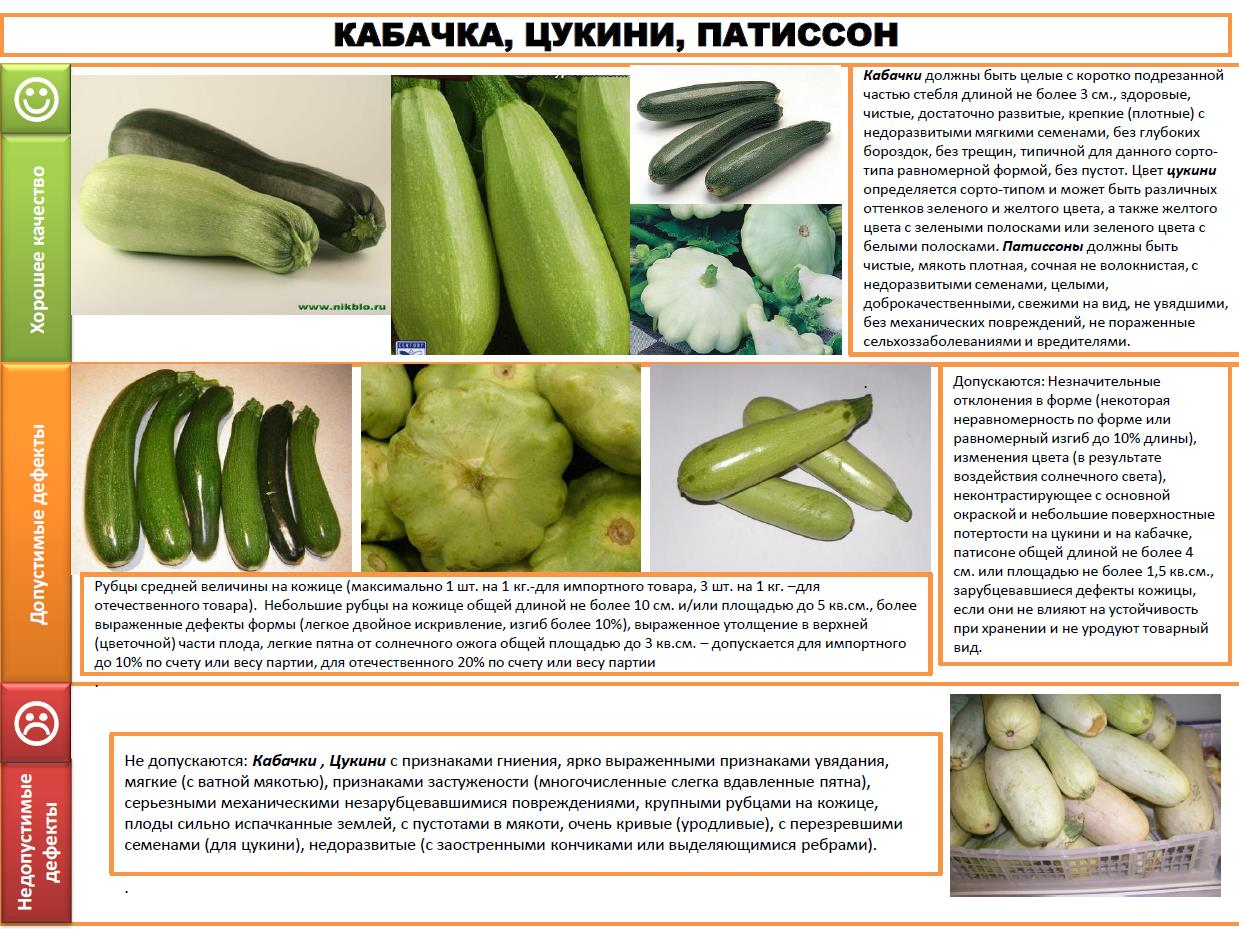 КАБАЧКА, ЦУКИНИ, ПАТИССОН
Хорошее качество
www.nikbio.ru
CENTURY
Кабачки должны быть целые с коротко подрезанной
частью стебля длиной не более 3 см., здоровые,
чистые, достаточно развитые, крепкие (плотные) с
недоразвитыми мягкими семенами, без глубоких
бороздок, без трещин, типичной для данного сорто-
типа равномерной формой, без пустот. Цвет цукини
определяется сорто-типом и может быть различных
оттенков зеленого и желтого цвета, а также желтого
цвета с зелеными полосками или зеленого цвета с
белыми полосками. Патиссоны должны быть
чистые, мякоть плотная, сочная не волокнистая, с
недоразвитыми семенами, целыми,
доброкачественными, свежими на вид, не увядшими,
без механических повреждений, не пораженные
сельхоззаболеваниями и вредителями.
Допустимые дефекты
Допускаются: Незначительные
отклонения в форме (некоторая
неравномерность по форме или
равномерный изгиб до 10% длины),
изменения цвета (в результате
воздействия солнечного света),
неконтрастирующее с основной
окраской и небольшие поверхностные
потертости на цукини и на кабачке,
патисоне общей длиной не более 4
см. или площадью не более 1,5 кв.см.,
зарубцевавшиеся дефекты кожицы,
если они не влияют на устойчивость
при хранении и не уродуют товарный
вид.
Рубцы средней величины на кожице (максимально 1 шт. на 1 кг.-для импортного товара, 3 шт. на 1 кг. –для
отечественного товара). Небольшие рубцы на кожице общей длиной не более 10 см. и/или площадью до 5 кв.см., более
выраженные дефекты формы (легкое двойное искривление, изгиб более 10%), выраженное утолщение в верхней
(цветочной) части плода, легкие пятна от солнечного ожога общей площадью до 3 кв.см. – допускается для импортного
до 10% по счету или весу партии, для отечественного 20% по счету или весу партии
Недопустимые
дефекты
Не допускаются: Кабачки , Цукини с признаками гниения, ярко выраженными признаками увядания,
мягкие (с ватной мякотью), признаками застужености (многочисленные слегка вдавленные пятна),
серьезными механическими незарубцевавшимися повреждениями, крупными рубцами на кожице,
плоды сильно испачканные землей, с пустотами в мякоти, очень кривые (уродливые), с перезревшими
семенами (для цукини), недоразвитые (с заостренными кончиками или выделяющимися ребрами).